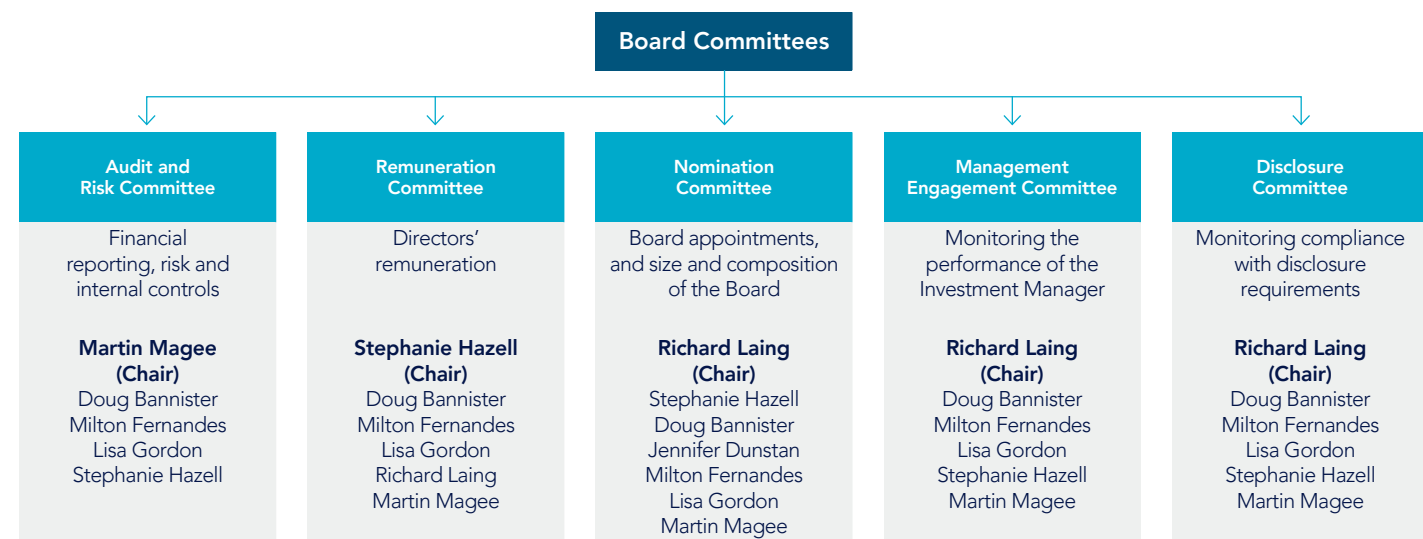 Board Committees
Audit and
Risk Committee
Financial
reporting, risk and
internal controls
Martin Magee
(Chair)
Doug Bannister
Milton Fernandes
Lisa Gordon
Stephanie Hazell
Remuneration
Committee
Directors’
remuneration
Stephanie Hazell
(Chair)
Doug Bannister
Milton Fernandes
Lisa Gordon
Richard Laing
Martin Magee
Nomination
Committee
Board appointments,
and size and composition
of the Board
Richard Laing
(Chair)
Stephanie Hazell
Doug Bannister
Jennifer Dunstan
Milton Fernandes
Lisa Gordon
Martin Magee
Management
Engagement Committee
Monitoring the
performance of the
Investment Manager
Richard Laing
(Chair)
Doug Bannister
Milton Fernandes
Lisa Gordon
Stephanie Hazell
Martin Magee
Disclosure
Committee
Monitoring compliance
with disclosure
requirements
Richard Laing
(Chair)
Doug Bannister
Milton Fernandes
Lisa Gordon
Stephanie Hazell
Martin Magee